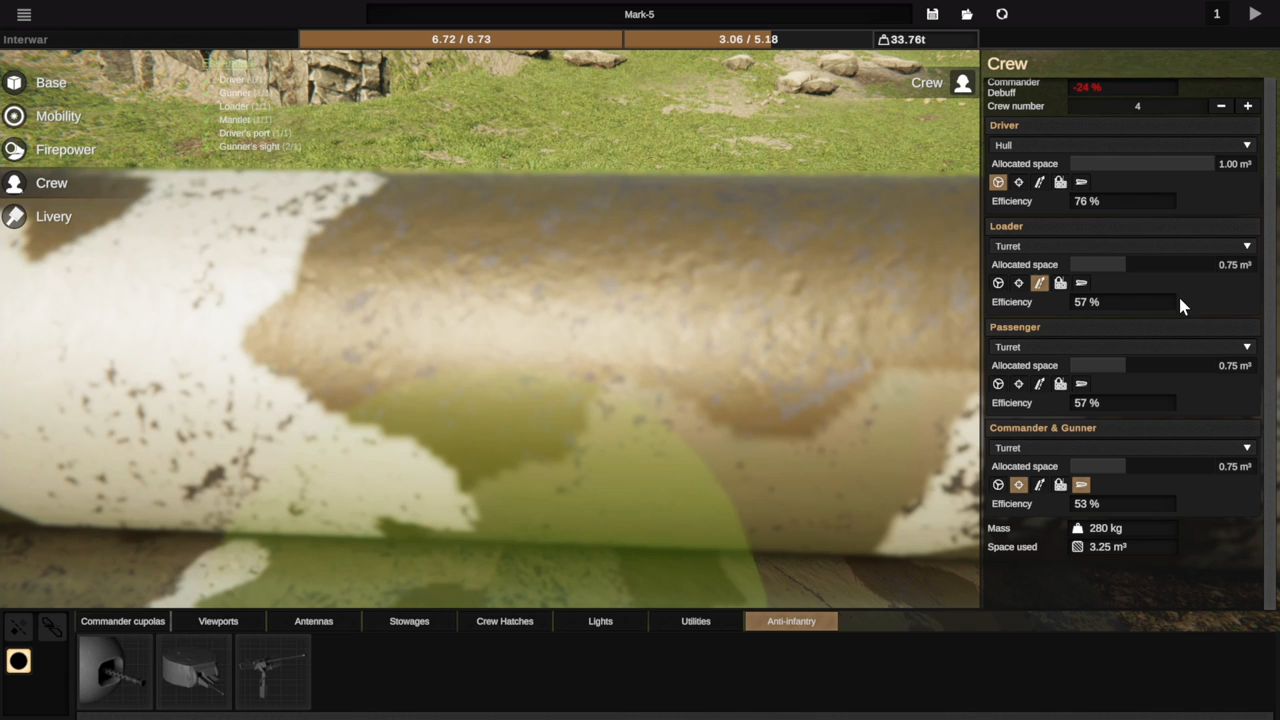 Mark-5
1
Interwar
6.72 / 6.73
3.06 / 5.18
33.76t
Base
Mobility
Firepower
Crew
Livery
Driver (1/1)
Gunner (1/1)
Loader (1/1)
Mantlet (1/1)
Driver's port (1/1)
Gunner's sight (2/1)
Crew
Crew
Commander Debuff -24 %
Crew number 4 - +
Driver
Hull
Allocated space 1.00 m³
Efficiency 76 %
Loader
Turret
Allocated space 0.75 m³
Efficiency 57 %
Passenger
Turret
Allocated space 0.75 m³
Efficiency 57 %
Commander & Gunner
Turret
Allocated space 0.75 m³
Efficiency 53 %
Mass 280 kg
Space used 3.25 m³
Commander cupolas Viewports Antennas Stowages Crew Hatches Lights Utilities Anti-infantry